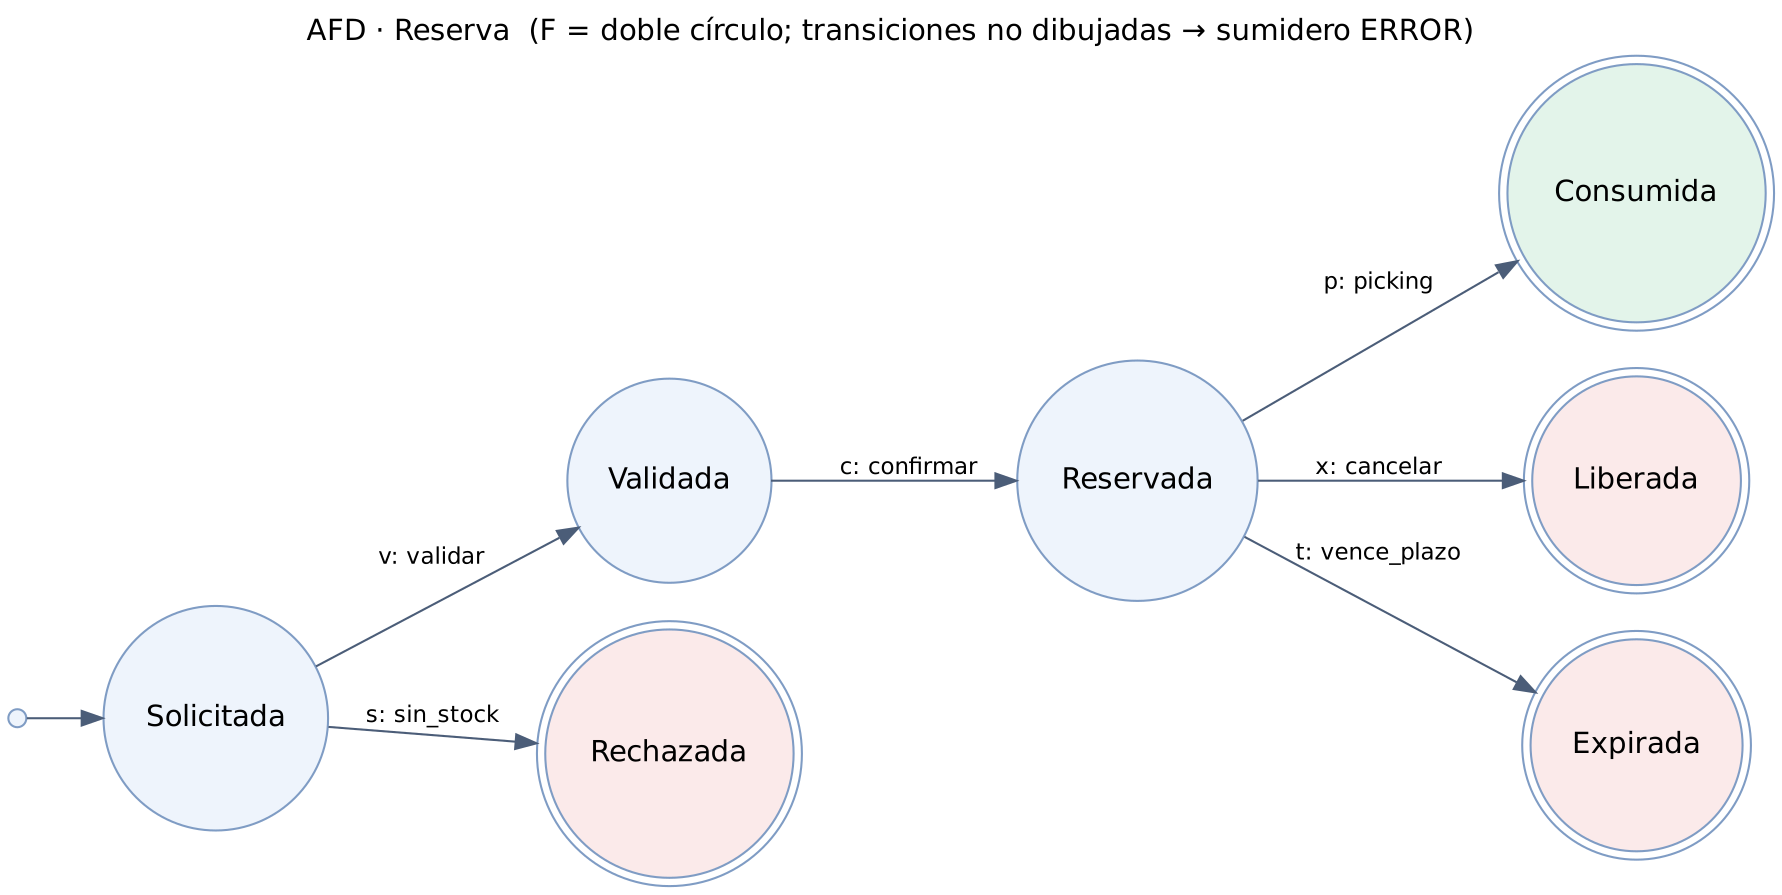 AFD · Reserva  (F = doble círculo; transiciones no dibujadas → sumidero ERROR)
Consumida
p: picking
Validada
c: confirmar
Reservada
x: cancelar
Liberada
v: validar
t: vence_plazo
Solicitada
s: sin_stock
Rechazada
Expirada